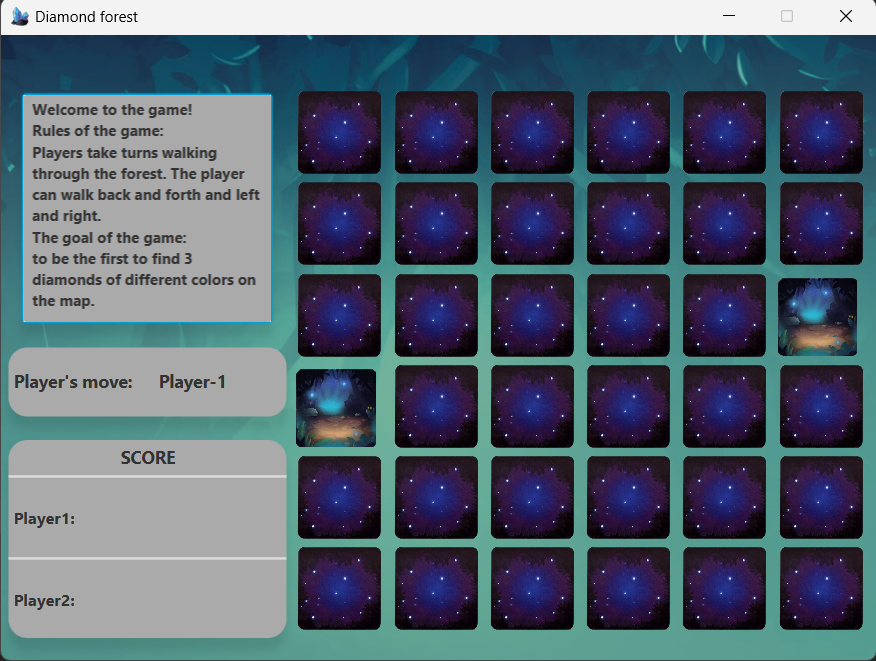 Diamond forest
Welcome to the game!
Rules of the game:
Players take turns walking
through the forest. The player
can walk back and forth and left
and right.
The goal of the game:
to be the first to find 3
diamonds of different colors on
the map.
Player's move: Player-1
SCORE
Player1:
Player2: